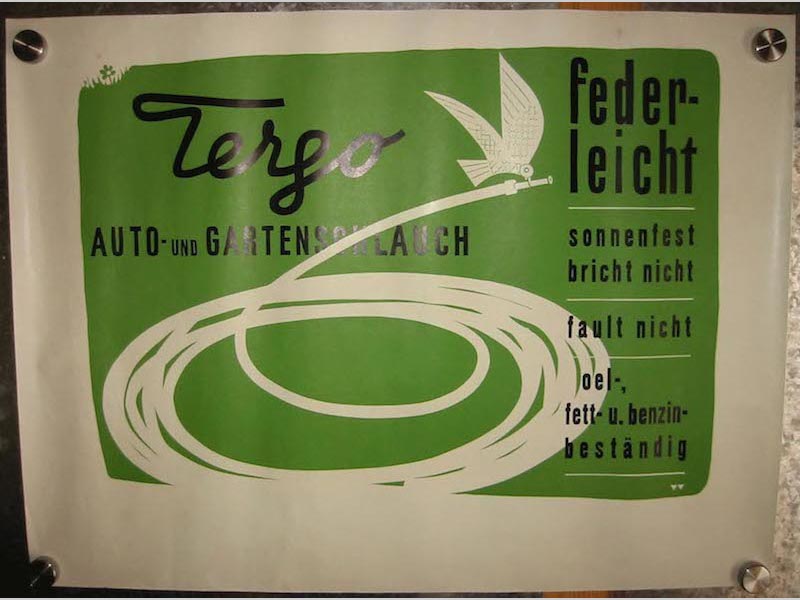 Tergo
AUTO- UND GARTENSCHLAUCH
feder-
leicht
sonnenfest
bricht nicht
fault nicht
oel-,
fett- u. benzin-
beständig